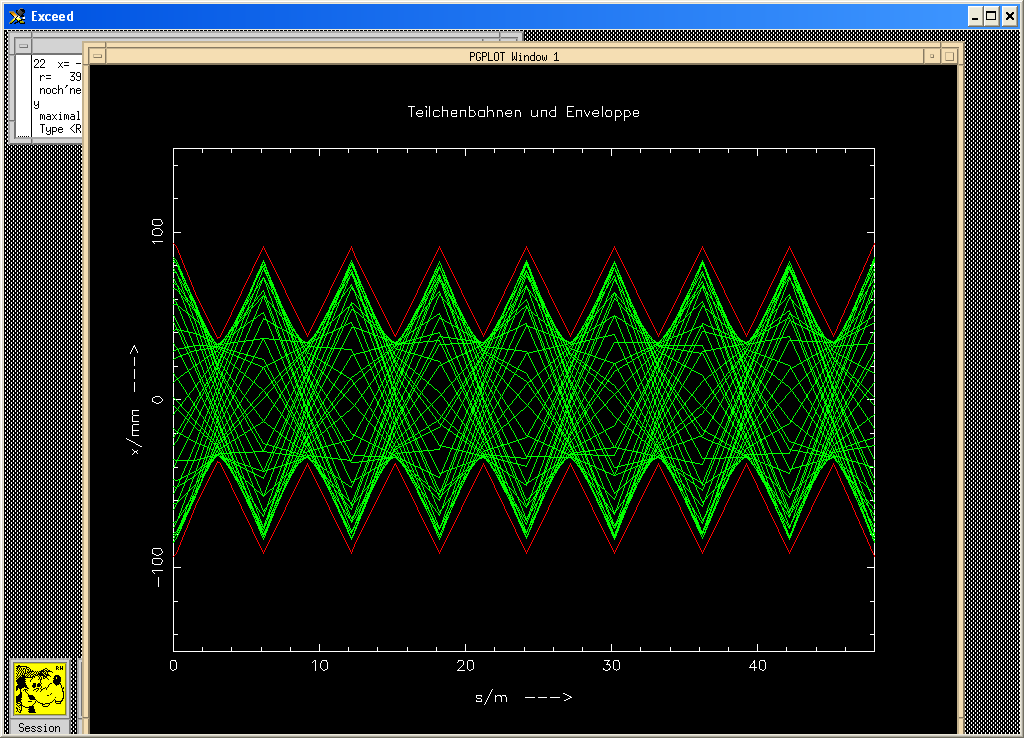 Exceed
PGPLOT Window 1
22 x= -
r= 39
noch'ne
y
maximal
Type <R
Teilchenbahnen und Enveloppe
100
0
-100
x/mm ---->
0 10 20 30 40
s/m --->
RH
Session